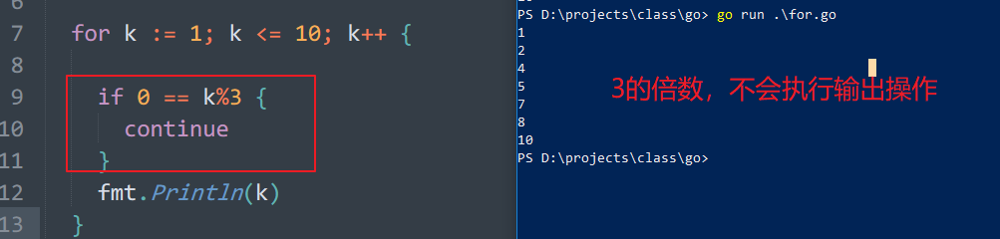 6
7 for k := 1; k <= 10; k++ {
8
9 if 0 == k%3 {
10 continue
11 }
12 fmt.Println(k)
13 }
PS D:\projects\class\go> go run .\for.go
1
2
4
5
7
8
10
PS D:\projects\class\go>
3的倍数，不会执行输出操作